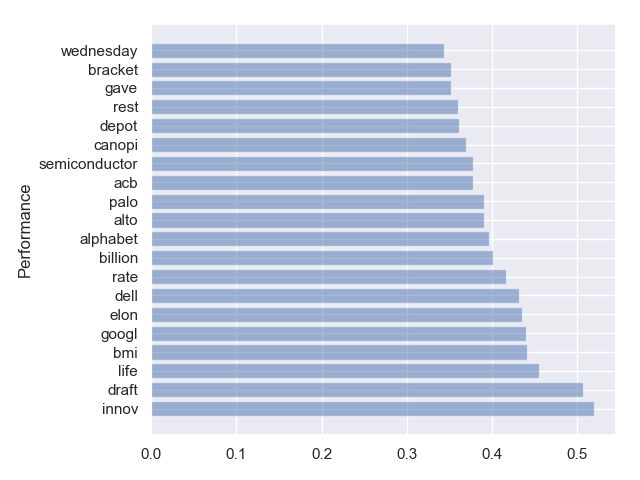 wednesday
bracket
gave
rest
depot
canopi
semiconductor
acb
palo
alto
alphabet
billion
rate
dell
elon
googl
bmi
life
draft
innov
Performance
0.0 0.1 0.2 0.3 0.4 0.5